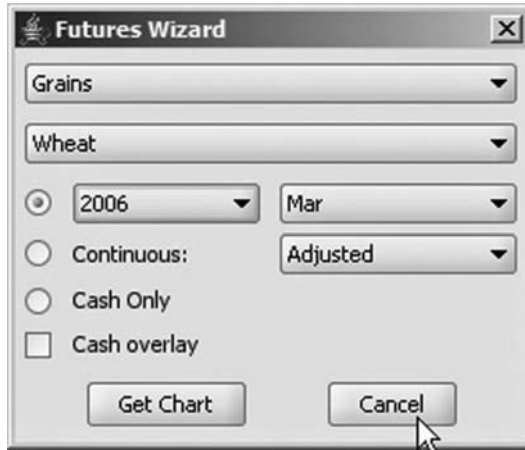 Futures Wizard
Grains
Wheat
2006 Mar
Continuous: Adjusted
Cash Only
Cash overlay
Get Chart Cancel